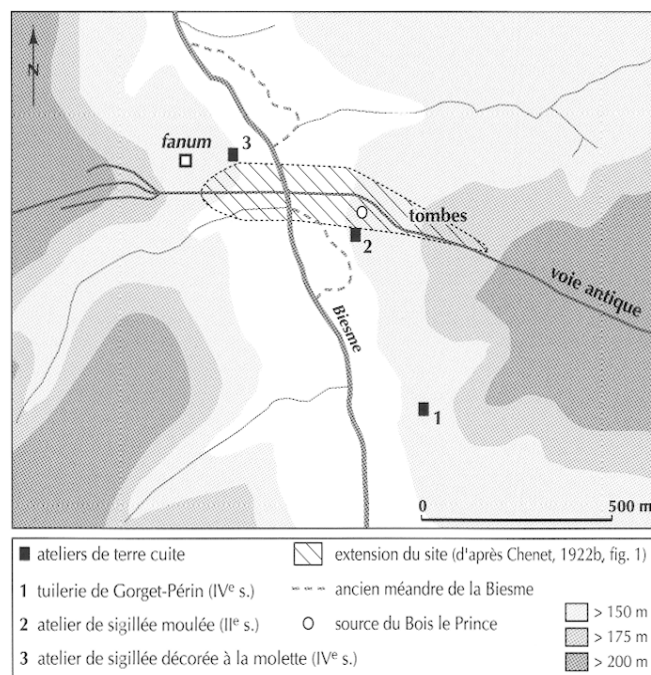 N
fanum
3
tombes
2
voie antique
Biesme
1
0 500 m
ateliers de terre cuite
1 tuilerie de Gorget-Périn (IVe s.)
2 atelier de sigillée moulée (IIe s.)
3 atelier de sigillée décorée à la molette (IVe s.)
extension du site (d'après Chenet, 1922b, fig. 1)
ancien méandre de la Biesme
source du Bois le Prince
> 150 m
> 175 m
> 200 m